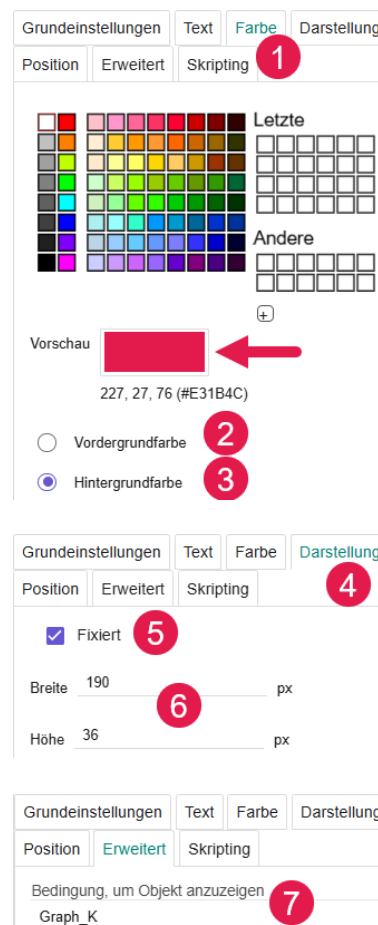 Grundeinstellungen Text Farbe Darstellung
Position Erweitert Skripting 1
Letzte
Andere
+
Vorschau
227, 27, 76 (#E31B4C)
Vordergrundfarbe 2
Hintergrundfarbe 3
Grundeinstellungen Text Farbe Darstellung
Position Erweitert Skripting 4
Fixiert 5
Breite 190 px
6
Höhe 36 px
Grundeinstellungen Text Farbe Darstellung
Position Erweitert Skripting
Bedingung, um Objekt anzuzeigen 7
Graph_K